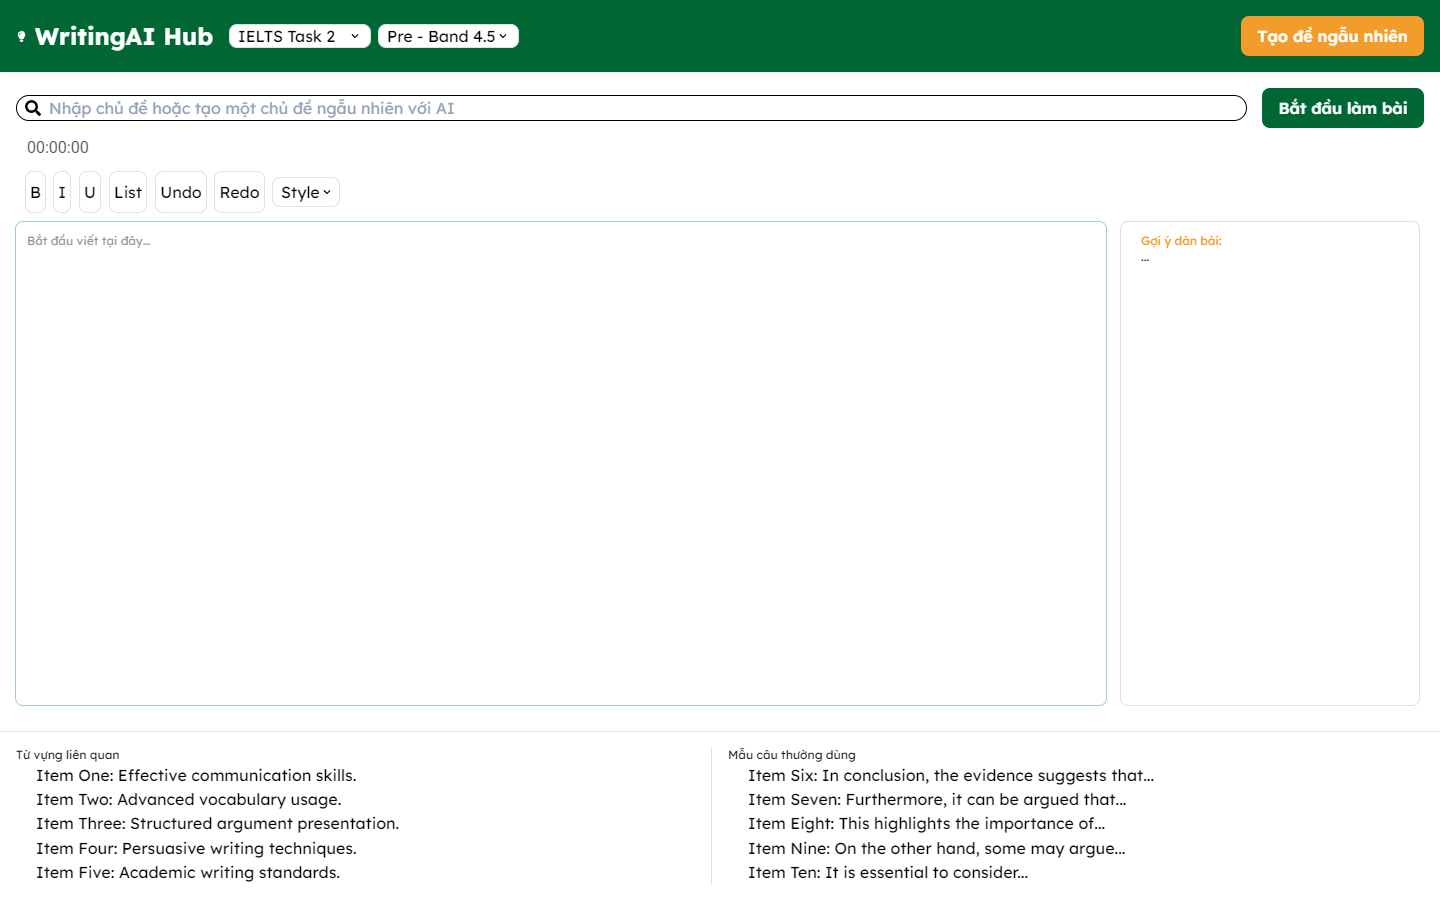 WritingAI Hub
IELTS Task 2
Pre - Band 4.5
Tạo đề ngẫu nhiên
Nhập chủ đề hoặc tạo một chủ đề ngẫu nhiên với AI
Bắt đầu làm bài
00:00:00
B I U List Undo Redo Style
Bắt đầu viết tại đây...
Gợi ý dàn bài:
...
Từ vựng liên quan
Item One: Effective communication skills.
Item Two: Advanced vocabulary usage.
Item Three: Structured argument presentation.
Item Four: Persuasive writing techniques.
Item Five: Academic writing standards.
Mẫu câu thường dùng
Item Six: In conclusion, the evidence suggests that...
Item Seven: Furthermore, it can be argued that...
Item Eight: This highlights the importance of...
Item Nine: On the other hand, some may argue...
Item Ten: It is essential to consider...